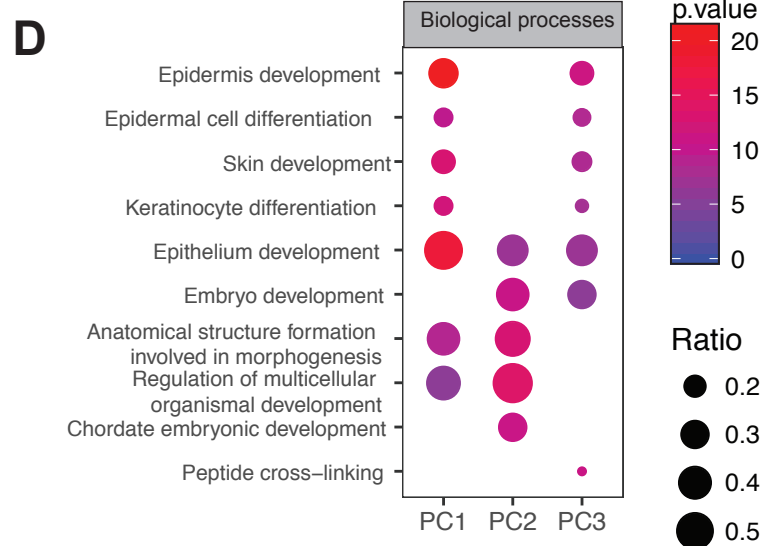 D
Biological processes
Epidermis development
Epidermal cell differentiation
Skin development
Keratinocyte differentiation
Epithelium development
Embryo development
Anatomical structure formation
involved in morphogenesis
Regulation of multicellular
organismal development
Chordate embryonic development
Peptide cross−linking
PC1 PC2 PC3
p.value
20
15
10
5
0
Ratio
0.2
0.3
0.4
0.5